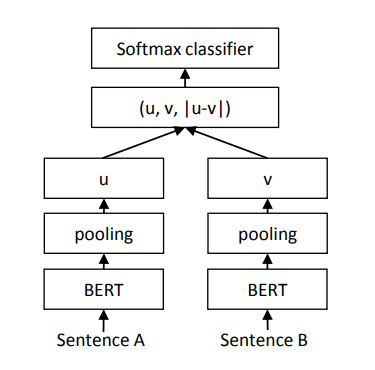 Softmax classifier
(u, v, |u-v|)
u
v
pooling
pooling
BERT
BERT
Sentence A
Sentence B